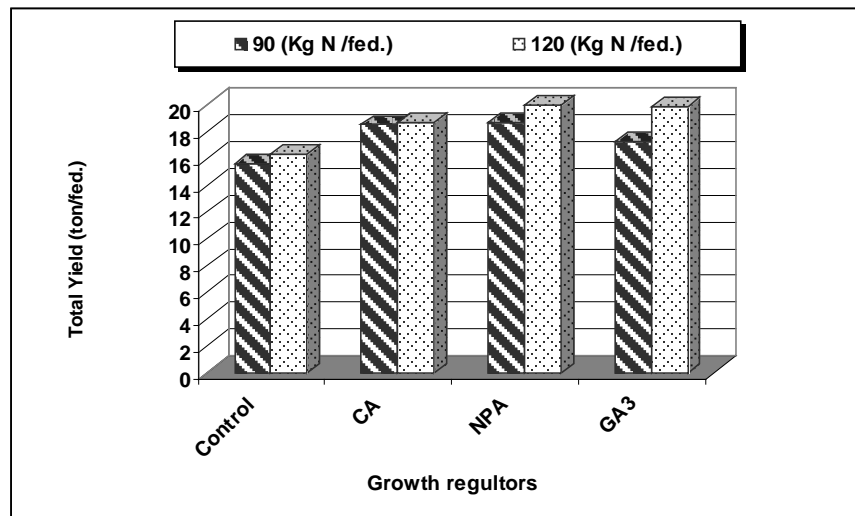 90 (Kg N /fed.) 120 (Kg N /fed.)
Total Yield (ton/fed.)
20
18
16
14
12
10
8
6
4
2
0
Control CA NPA GA3
Growth regultors